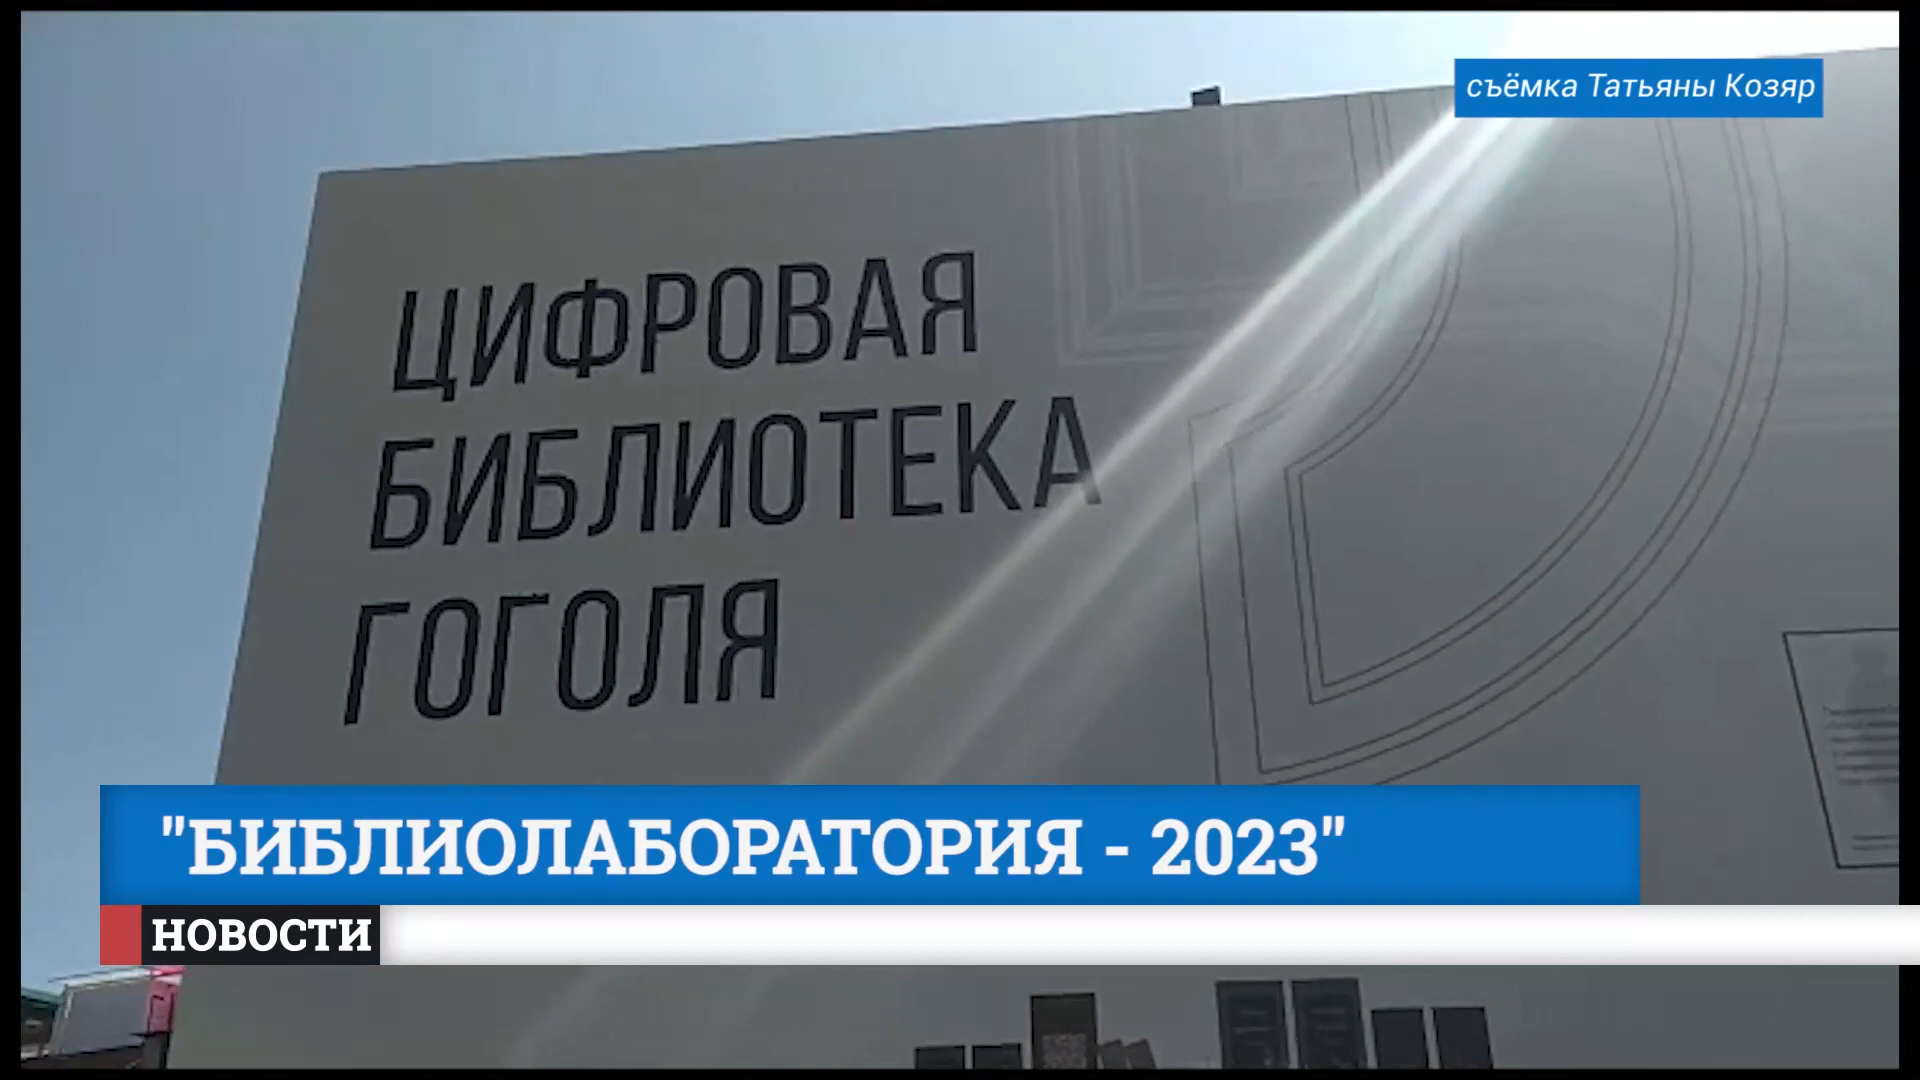 съёмка Татьяны Козяр
ЦИФРОВАЯ
БИБЛИОТЕКА
ГОГОЛЯ
"БИБЛИОЛАБОРАТОРИЯ - 2023"
НОВОСТИ